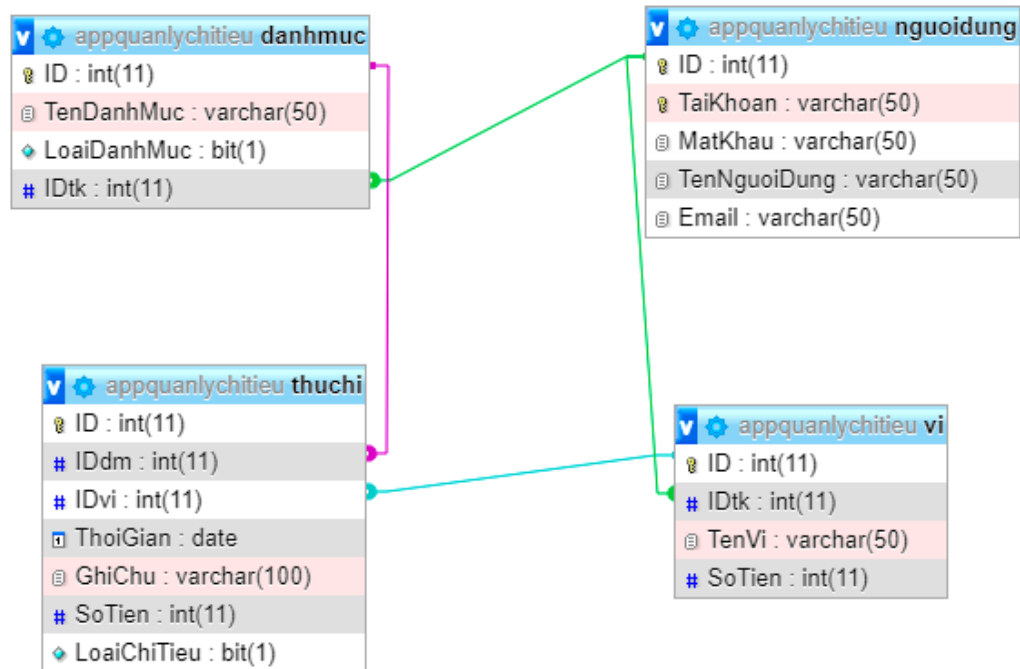 v appquanlychitieu danhmuc
ID : int(11)
TenDanhMuc : varchar(50)
LoaiDanhMuc : bit(1)
# IDtk : int(11)
v appquanlychitieu nguoidung
ID : int(11)
TaiKhoan : varchar(50)
MatKhau : varchar(50)
TenNguoiDung : varchar(50)
Email : varchar(50)
v appquanlychitieu thuchi
ID : int(11)
# IDdm : int(11)
# IDvi : int(11)
ThoiGian : date
GhiChu : varchar(100)
# SoTien : int(11)
LoaiChiTieu : bit(1)
v appquanlychitieu vi
ID : int(11)
# IDtk : int(11)
TenVi : varchar(50)
# SoTien : int(11)